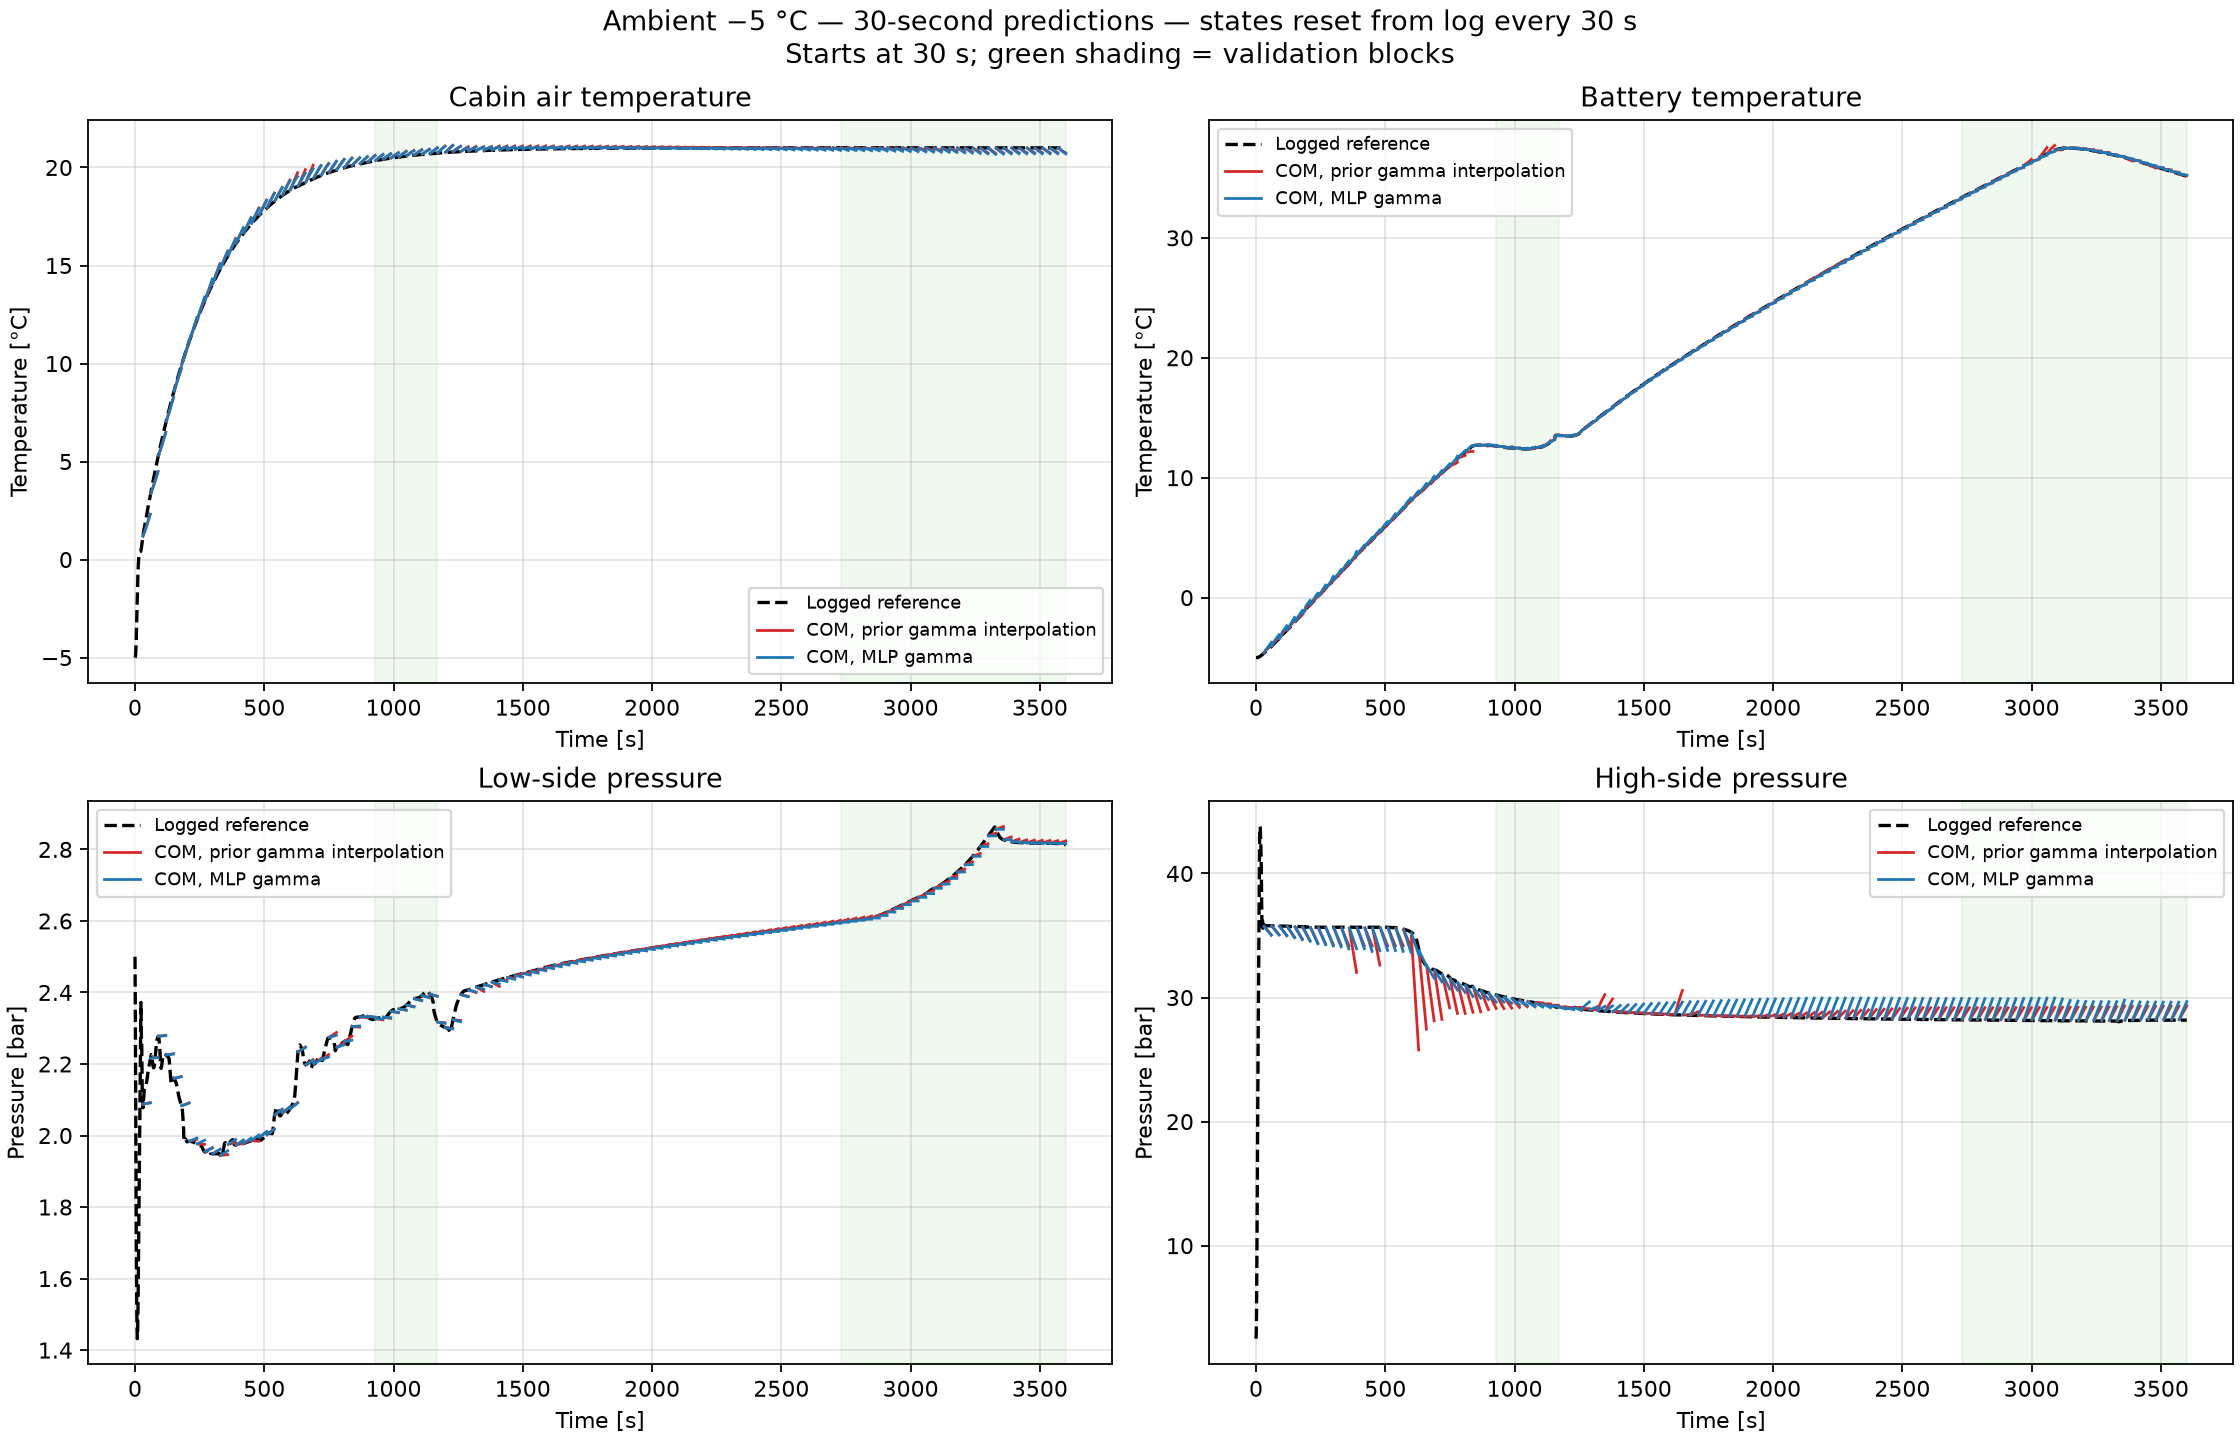 Ambient −5 °C — 30-second predictions — states reset from log every 30 s
Starts at 30 s; green shading = validation blocks
Cabin air temperature
Temperature [°C]
20
15
10
5
0
−5
Logged reference
COM, prior gamma interpolation
COM, MLP gamma
0 500 1000 1500 2000 2500 3000 3500
Time [s]
Battery temperature
Temperature [°C]
Logged reference
COM, prior gamma interpolation
COM, MLP gamma
30
20
10
0
0 500 1000 1500 2000 2500 3000 3500
Time [s]
Low-side pressure
Pressure [bar]
Logged reference
COM, prior gamma interpolation
COM, MLP gamma
2.8
2.6
2.4
2.2
2.0
1.8
1.6
1.4
0 500 1000 1500 2000 2500 3000 3500
Time [s]
High-side pressure
Pressure [bar]
Logged reference
COM, prior gamma interpolation
COM, MLP gamma
40
30
20
10
0 500 1000 1500 2000 2500 3000 3500
Time [s]